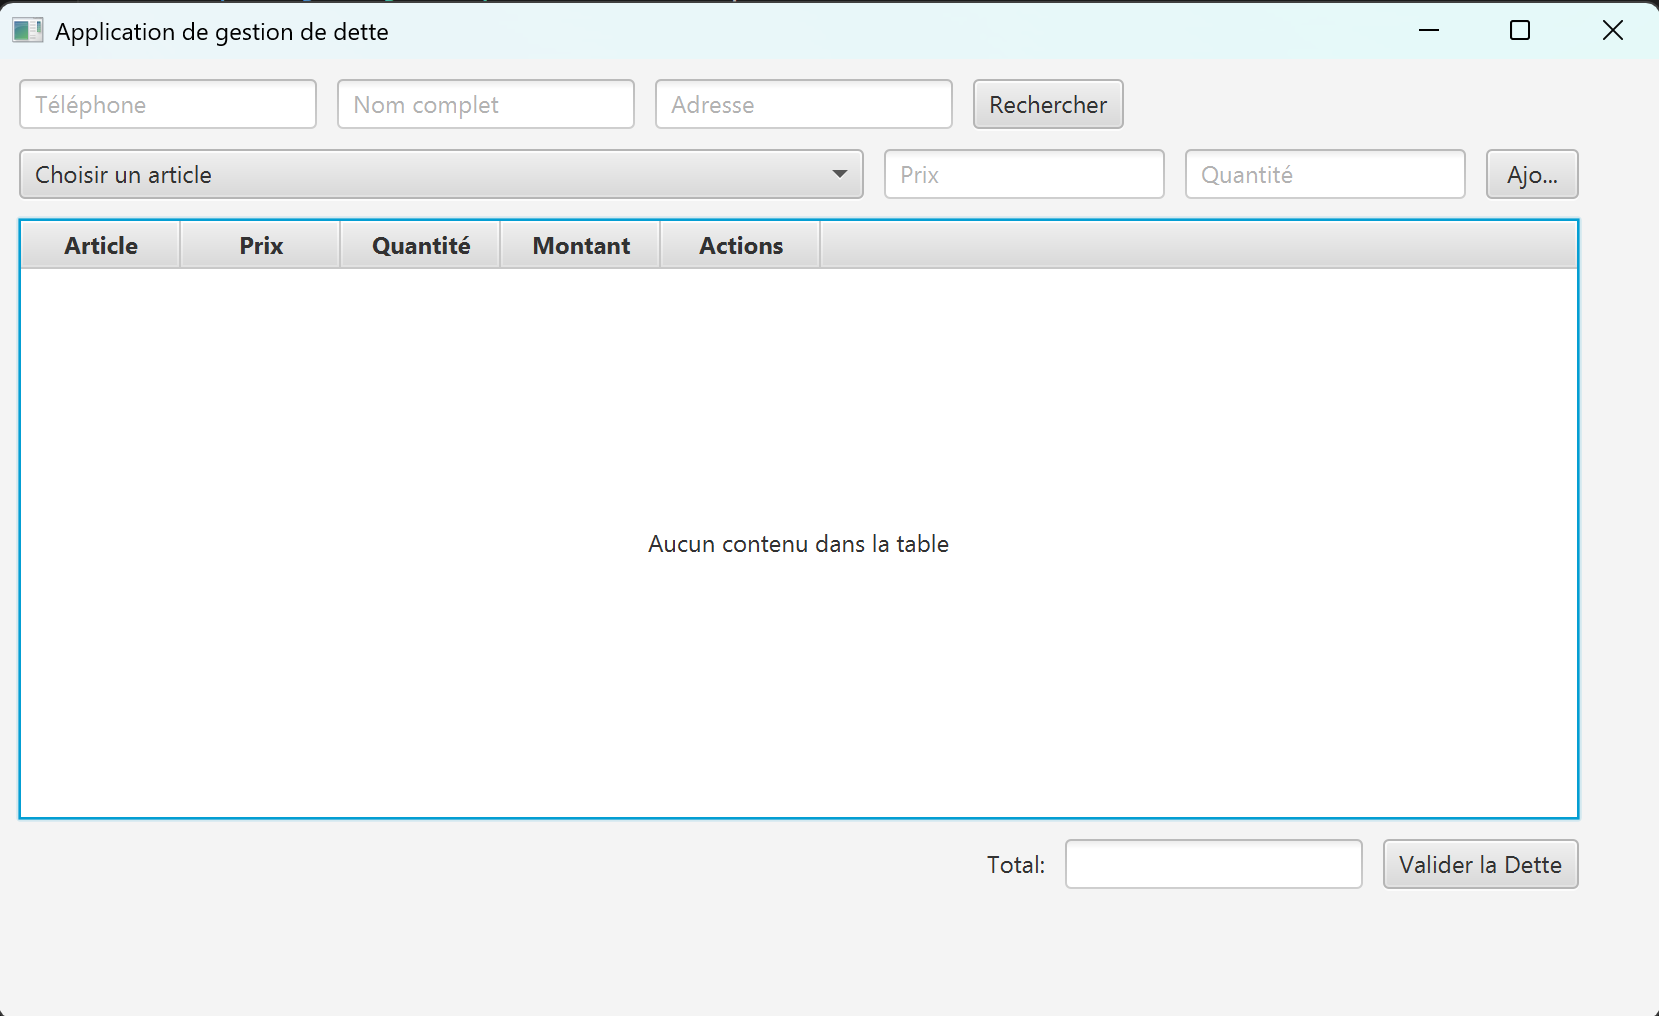 Application de gestion de dette
Téléphone Nom complet Adresse Rechercher
Choisir un article Prix Quantité Ajo...
Article Prix Quantité Montant Actions
Aucun contenu dans la table
Total: Valider la Dette